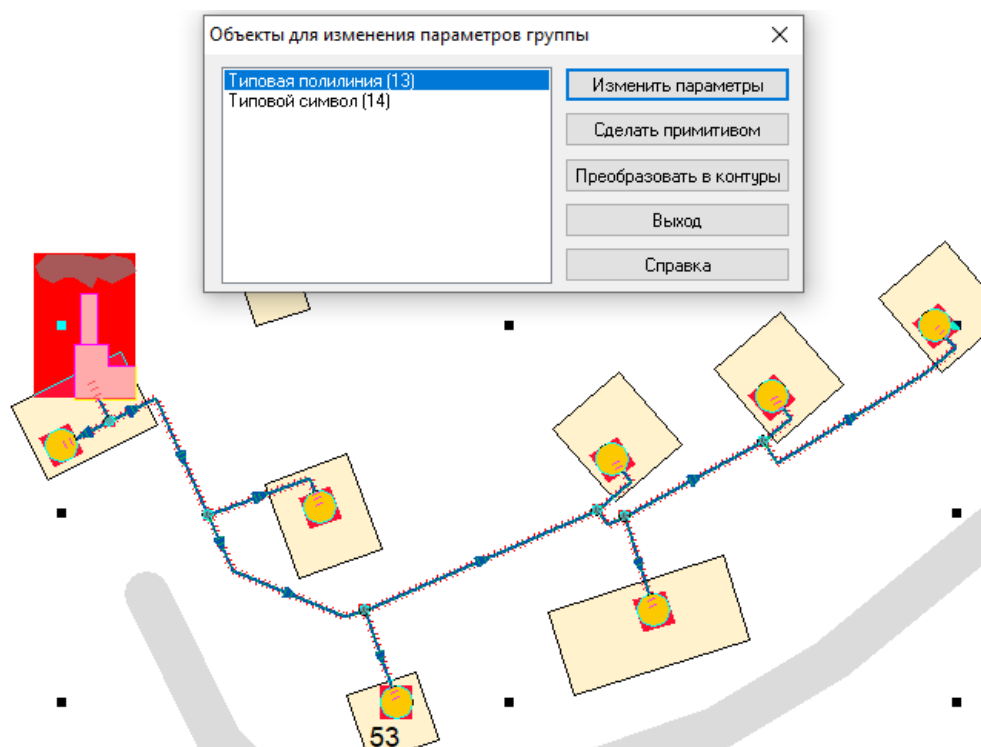 Объекты для изменения параметров группы
Типовая полилиния (13)
Типовой символ (14)
Изменить параметры
Сделать примитивом
Преобразовать в контуры
Выход
Справка
53